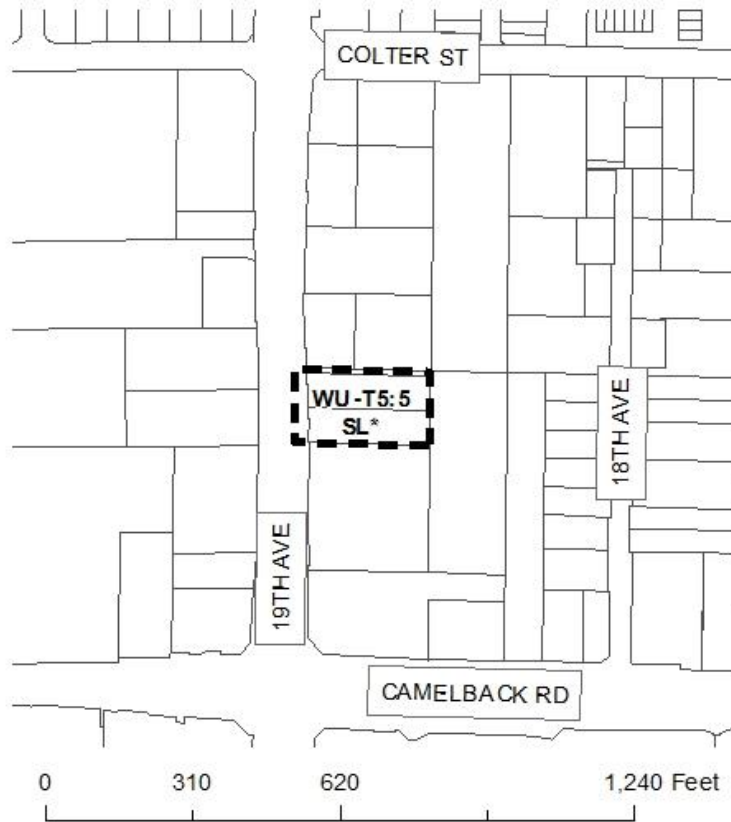 COLTER ST
WU-T5:5
SL*
18TH AVE
19TH AVE
CAMELBACK RD
0 310 620 1,240 Feet